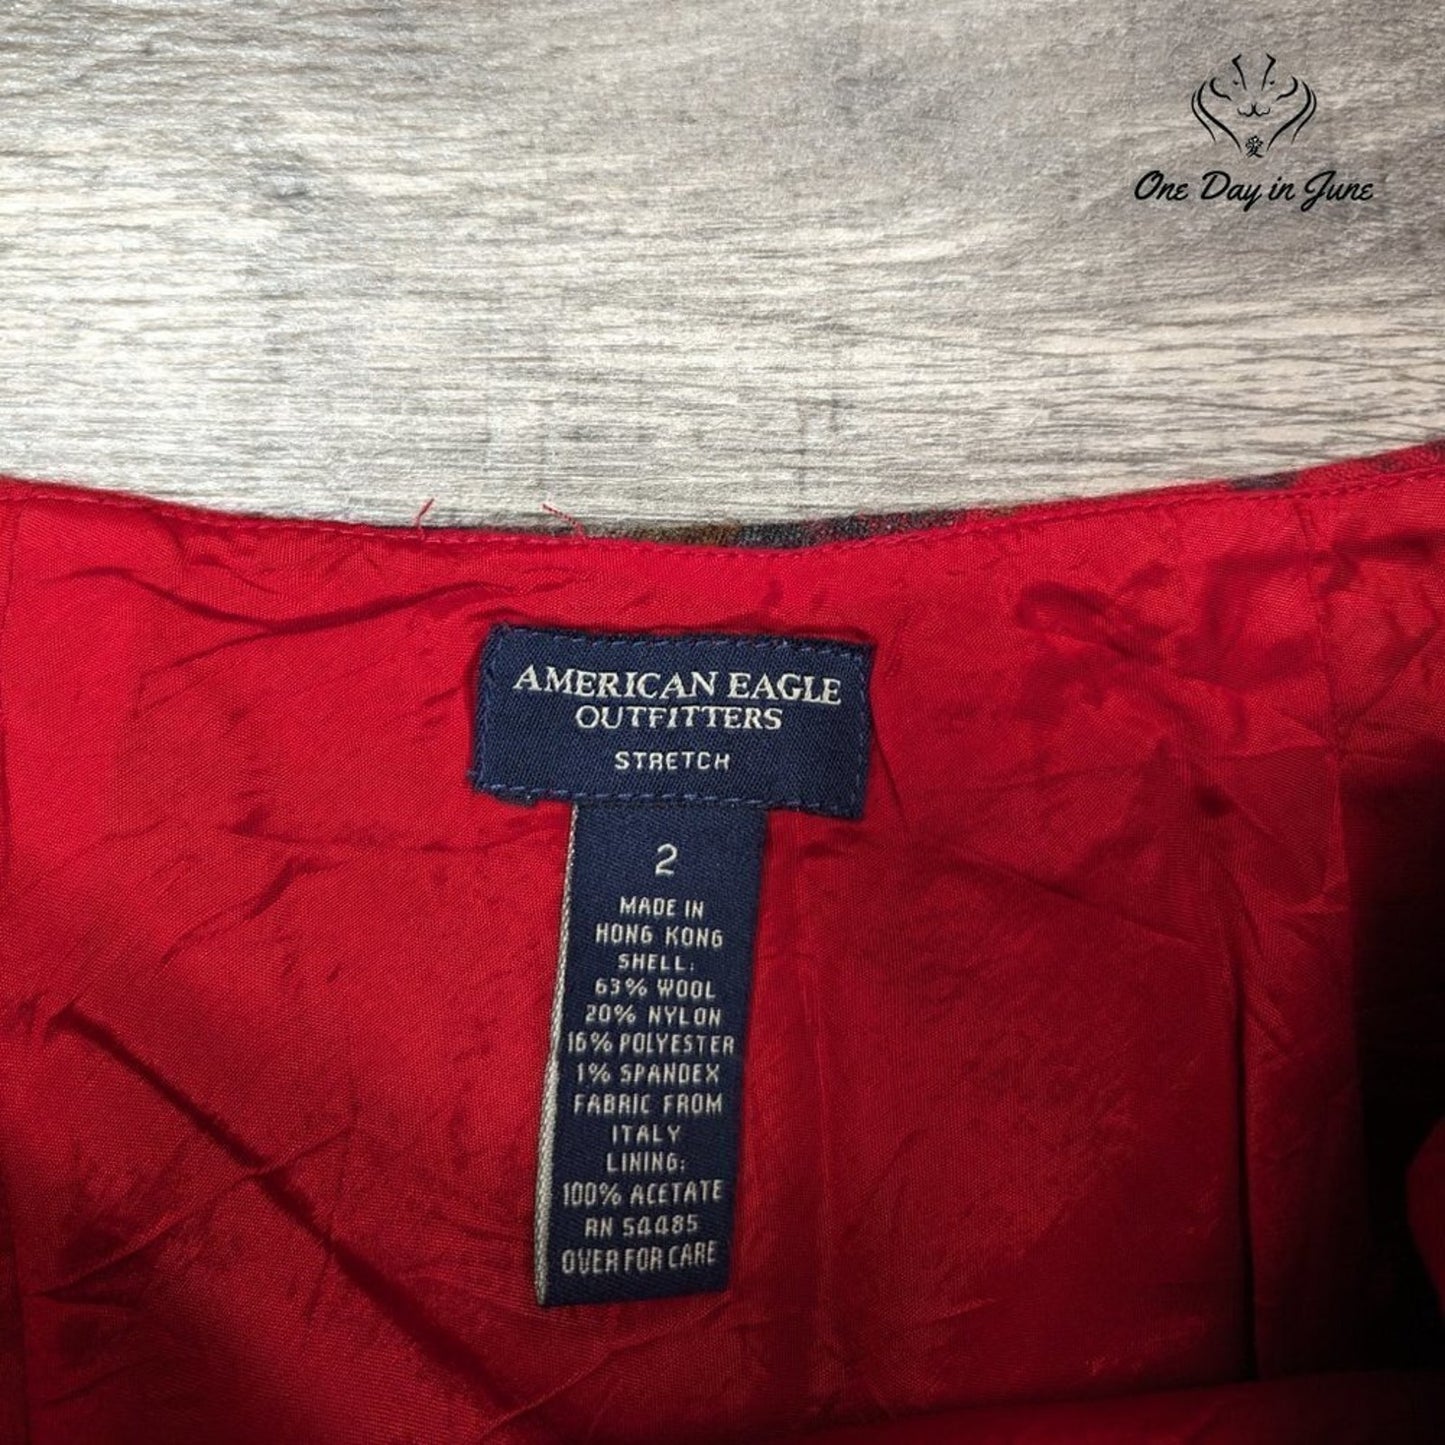 愛
One Day in June
AMERICAN EAGLE
OUTFITTERS
STRETCH
2
MADE IN
HONG KONG
SHELL:
63% WOOL
20% NYLON
16% POLYESTER
1% SPANDEX
FABRIC FROM
ITALY
LINING:
100% ACETATE
RN 54485
OVER FOR CARE